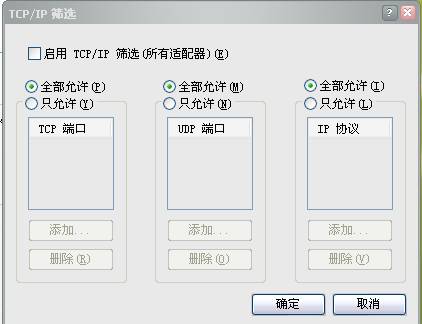 TCP/IP 筛选
启用 TCP/IP 筛选(所有适配器)(E)
全部允许(P)
只允许(Y)
TCP 端口
添加...
删除(R)
全部允许(M)
只允许(N)
UDP 端口
添加...
删除(O)
全部允许(I)
只允许(L)
IP 协议
添加...
删除(V)
确定
取消